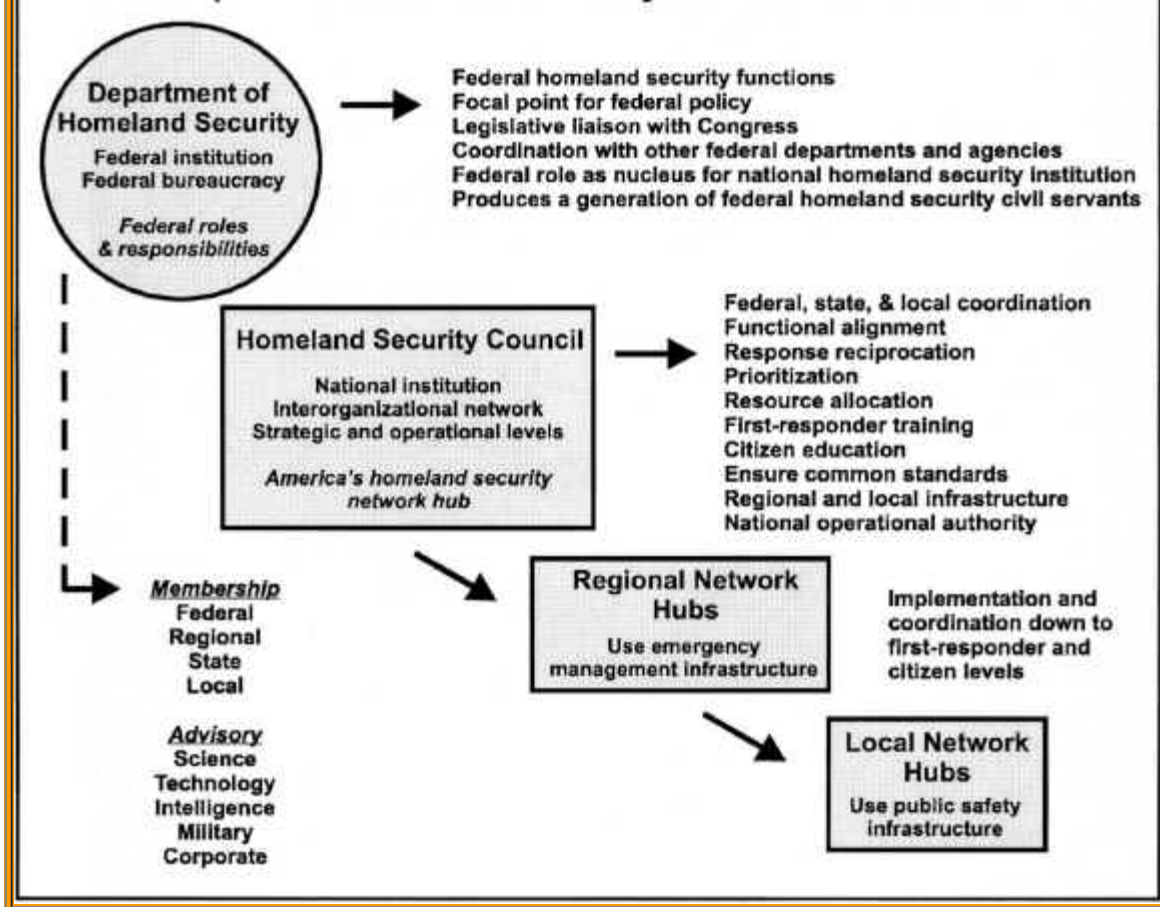 Department of
Homeland Security
Federal institution
Federal bureaucracy
Federal roles
& responsibilities
Federal homeland security functions
Focal point for federal policy
Legislative liaison with Congress
Coordination with other federal departments and agencies
Federal role as nucleus for national homeland security institution
Produces a generation of federal homeland security civil servants
Homeland Security Council
National institution
Interorganizational network
Strategic and operational levels
America's homeland security
network hub
Federal, state, & local coordination
Functional alignment
Response reciprocation
Prioritization
Resource allocation
First-responder training
Citizen education
Ensure common standards
Regional and local infrastructure
National operational authority
Membership
Federal
Regional
State
Local
Advisory
Science
Technology
Intelligence
Military
Corporate
Regional Network
Hubs
Use emergency
management infrastructure
Implementation and
coordination down to
first-responder and
citizen levels
Local Network
Hubs
Use public safety
infrastructure